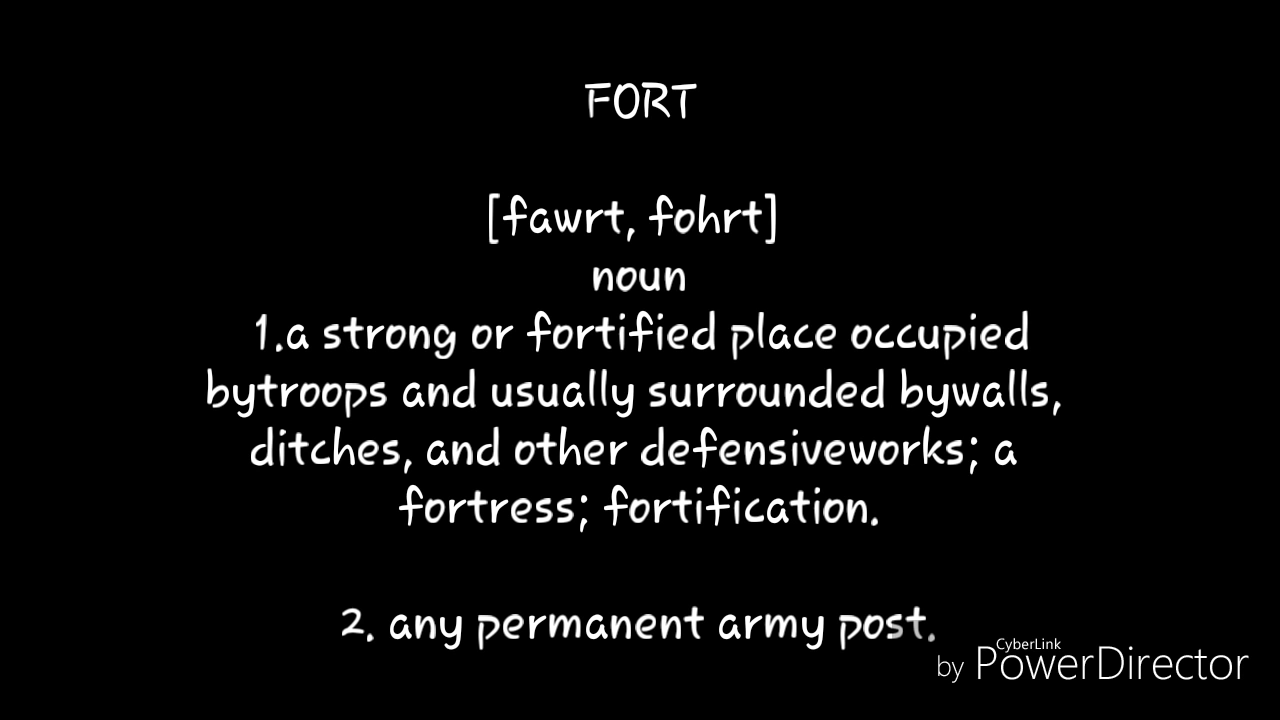 FORT
[fawrt, fohrt]
noun
1.a strong or fortified place occupied
bytroops and usually surrounded bywalls,
ditches, and other defensiveworks; a
fortress; fortification.
2. any permanent army post.
CyberLink
by PowerDirector